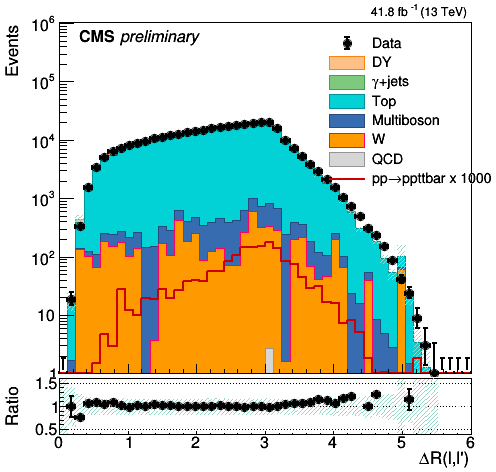 41.8 fb⁻¹ (13 TeV)
Events
CMS preliminary
10⁶
10⁵
10⁴
10³
10²
10
1
Data
DY
γ+jets
Top
Multiboson
W
QCD
pp→ppttbar x 1000
Ratio
1.5
1
0.5
0 1 2 3 4 5 6
ΔR(l,l')